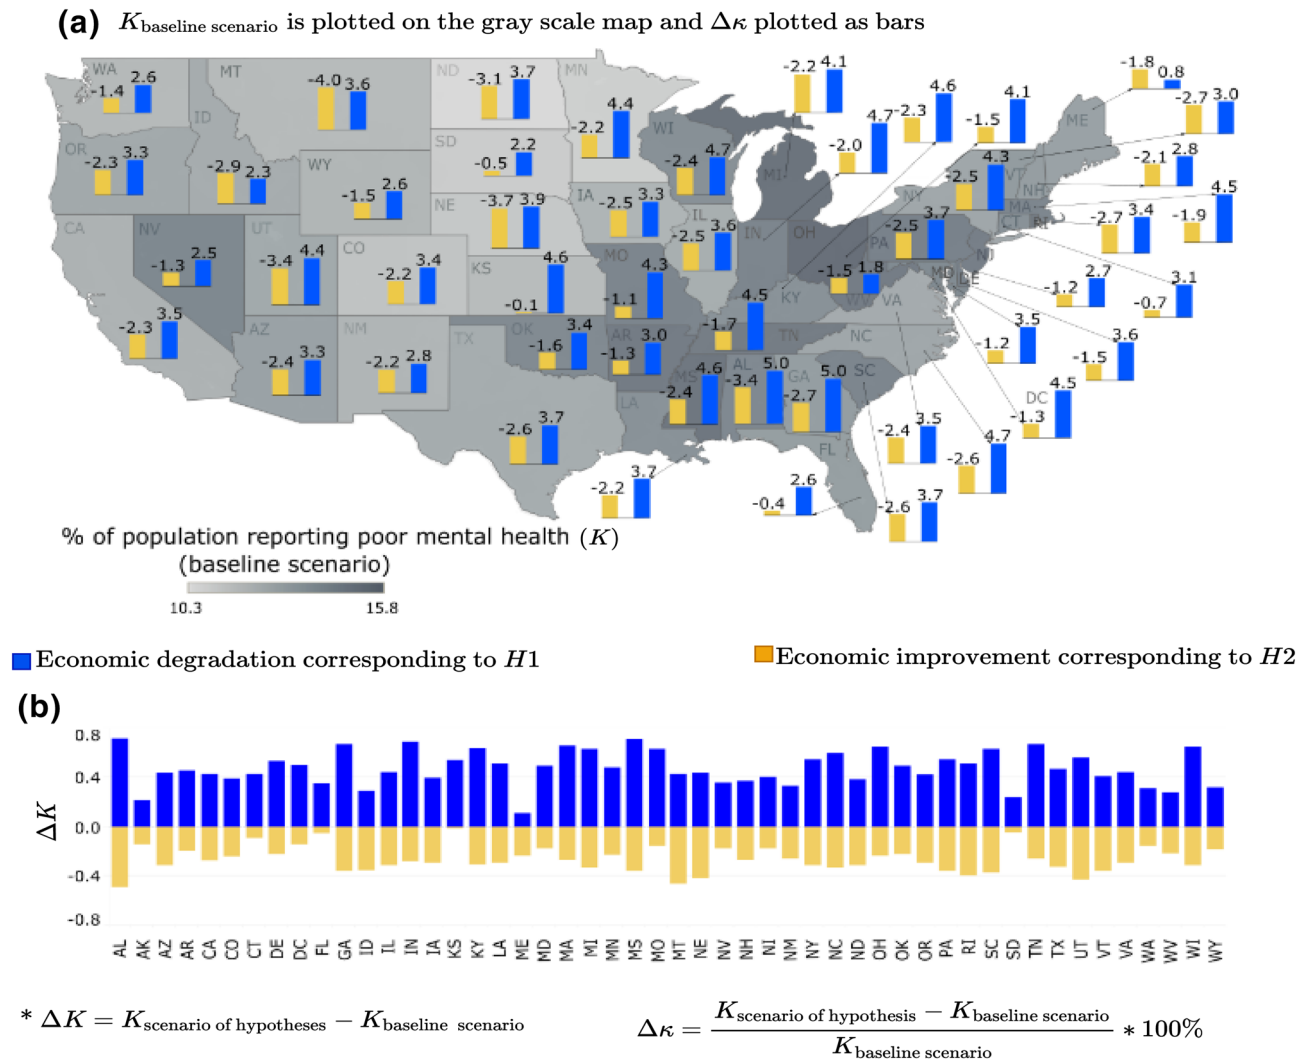 (a) K baseline scenario is plotted on the gray scale map and Δκ plotted as bars
WA -1.4 2.6
MT -4.0 3.6
ND -3.1 3.7
MN -2.2 4.4
-2.2 4.1
-2.3 4.6
-1.5 4.1
-1.8 0.8
ME
-2.7 3.0
ID -2.9 2.3
OR -2.3 3.3
SD -0.5 2.2
WI -2.4 4.7
MI
-2.0 4.7
NY -2.5 4.3
VT
NH
-2.1 2.8
WY -1.5 2.6
NE -3.7 3.9
IA -2.5 3.3
MA
CT
RI
-2.7 3.4
-1.9 4.5
CA -2.3 3.5
NV -1.3 2.5
UT -3.4 4.4
CO -2.2 3.4
KS -0.1 4.6
MO -1.1 4.3
IL -2.5 3.6
IN
OH
PA -2.5 3.7
NJ
MD
DE
WV -1.5 1.8
VA
KY
-1.2 2.7
-0.7 3.1
AZ -2.4 3.3
NM -2.2 2.8
TX -2.6 3.7
OK -1.6 3.4
AR -1.3 3.0
-1.7 4.5
TN
NC
-1.2 3.5
-1.5 3.6
MS -2.4 4.6
AL -3.4 5.0
GA -2.7 5.0
SC
LA
FL
DC -1.3 4.5
-2.4 3.5
-2.6 4.7
-2.2 3.7
-0.4 2.6
-2.6 3.7
% of population reporting poor mental health (K)
(baseline scenario)
10.3 15.8
Economic degradation corresponding to H1
Economic improvement corresponding to H2
(b)
ΔK
0.8
0.4
0.0
-0.4
-0.8
AL AK AZ AR CA CO CT DE DC FL GA ID IL IN IA KS KY LA ME MD MA MI MN MS MO MT NE NV NH NJ NM NY NC ND OH OK OR PA RI SC SD TN TX UT VT VA WA WV WI WY
* ΔK = K scenario of hypotheses − K baseline scenario
Δκ = (K scenario of hypothesis − K baseline scenario) / K baseline scenario * 100%